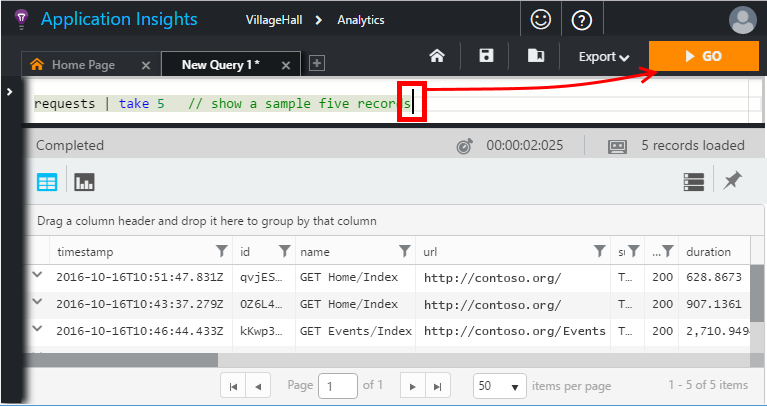 Application Insights VillageHall Analytics
Home Page New Query 1* Export GO
requests | take 5 // show a sample five records
Completed 00:00:02:025 5 records loaded
Drag a column header and drop it here to group by that column
timestamp id name url su ... duration
2016-10-16T10:51:47.831Z qvjES... GET Home/Index http://contoso.org/ T... 200 628.8673
2016-10-16T10:43:37.279Z 0Z6L4... GET Home/Index http://contoso.org/ T... 200 907.1361
2016-10-16T10:46:44.433Z kKwp3... GET Events/Index http://contoso.org/Events T... 200 2,710.949
Page 1 of 1 50 items per page 1 - 5 of 5 items